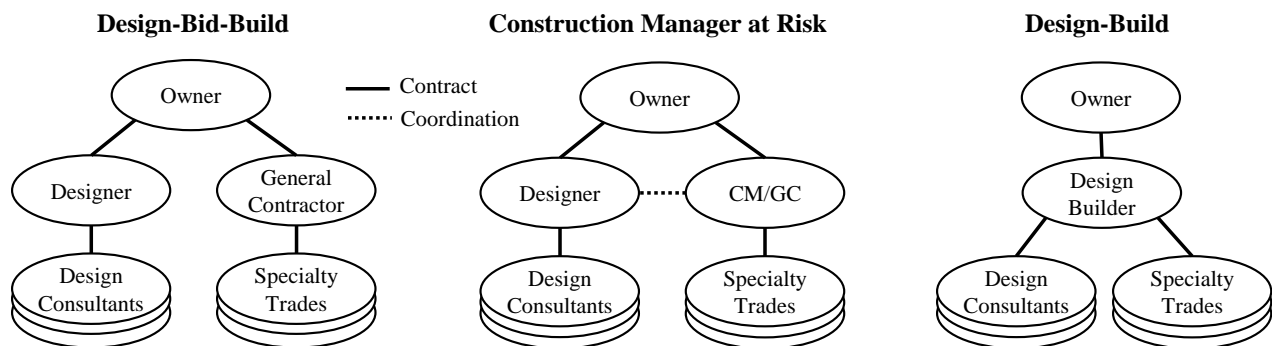 Design-Bid-Build
Owner
Designer
General
Contractor
Design
Consultants
Specialty
Trades
Contract
Coordination
Construction Manager at Risk
Owner
Designer
CM/GC
Design
Consultants
Specialty
Trades
Design-Build
Owner
Design
Builder
Design
Consultants
Specialty
Trades